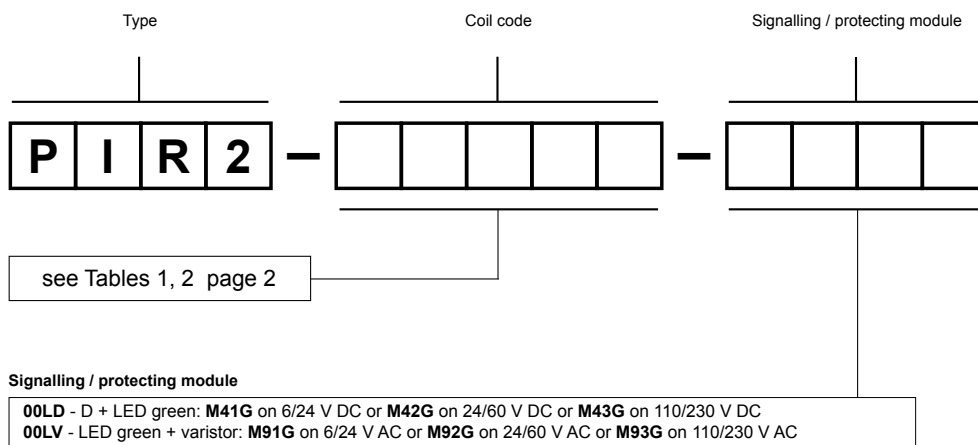 Type Coil code Signalling / protecting module
P I R 2 – –
see Tables 1, 2 page 2
Signalling / protecting module
00LD - D + LED green: M41G on 6/24 V DC or M42G on 24/60 V DC or M43G on 110/230 V DC
00LV - LED green + varistor: M91G on 6/24 V AC or M92G on 24/60 V AC or M93G on 110/230 V AC